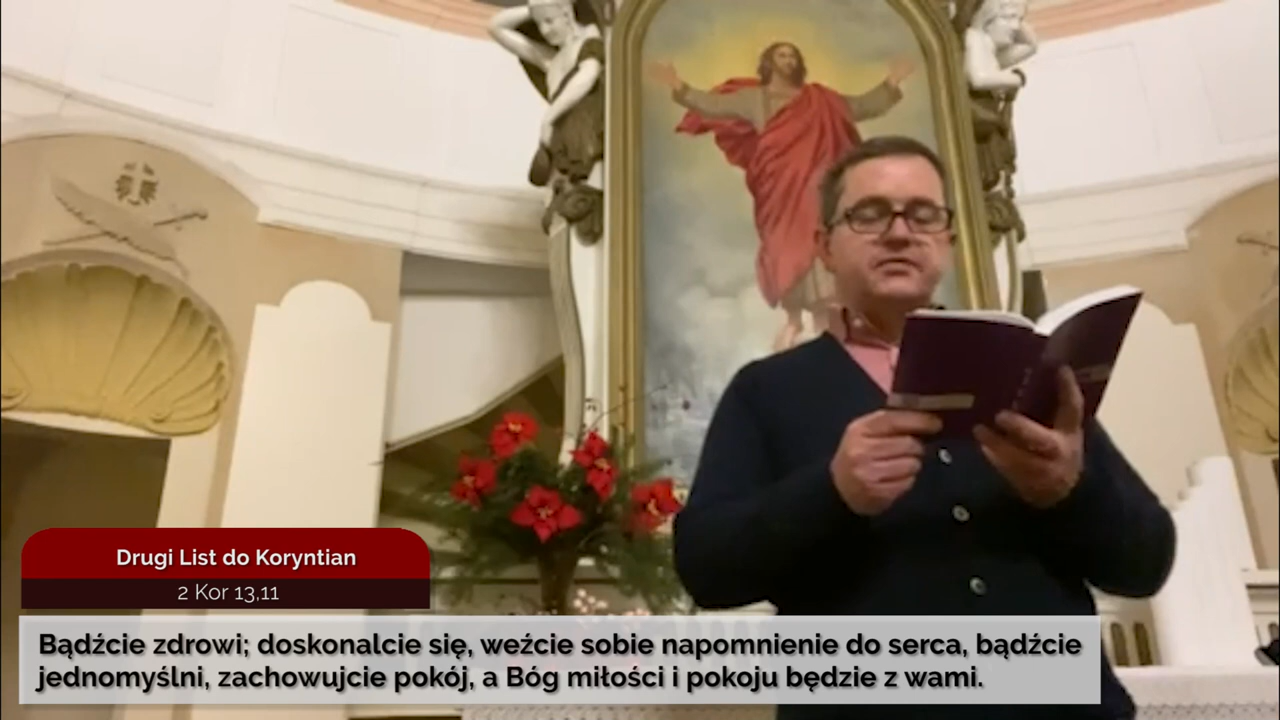 Drugi List do Koryntian
2 Kor 13,11
Bądźcie zdrowi; doskonalcie się, weźcie sobie napomnienie do serca, bądźcie
jednomyślni, zachowujcie pokój, a Bóg miłości i pokoju będzie z wami.